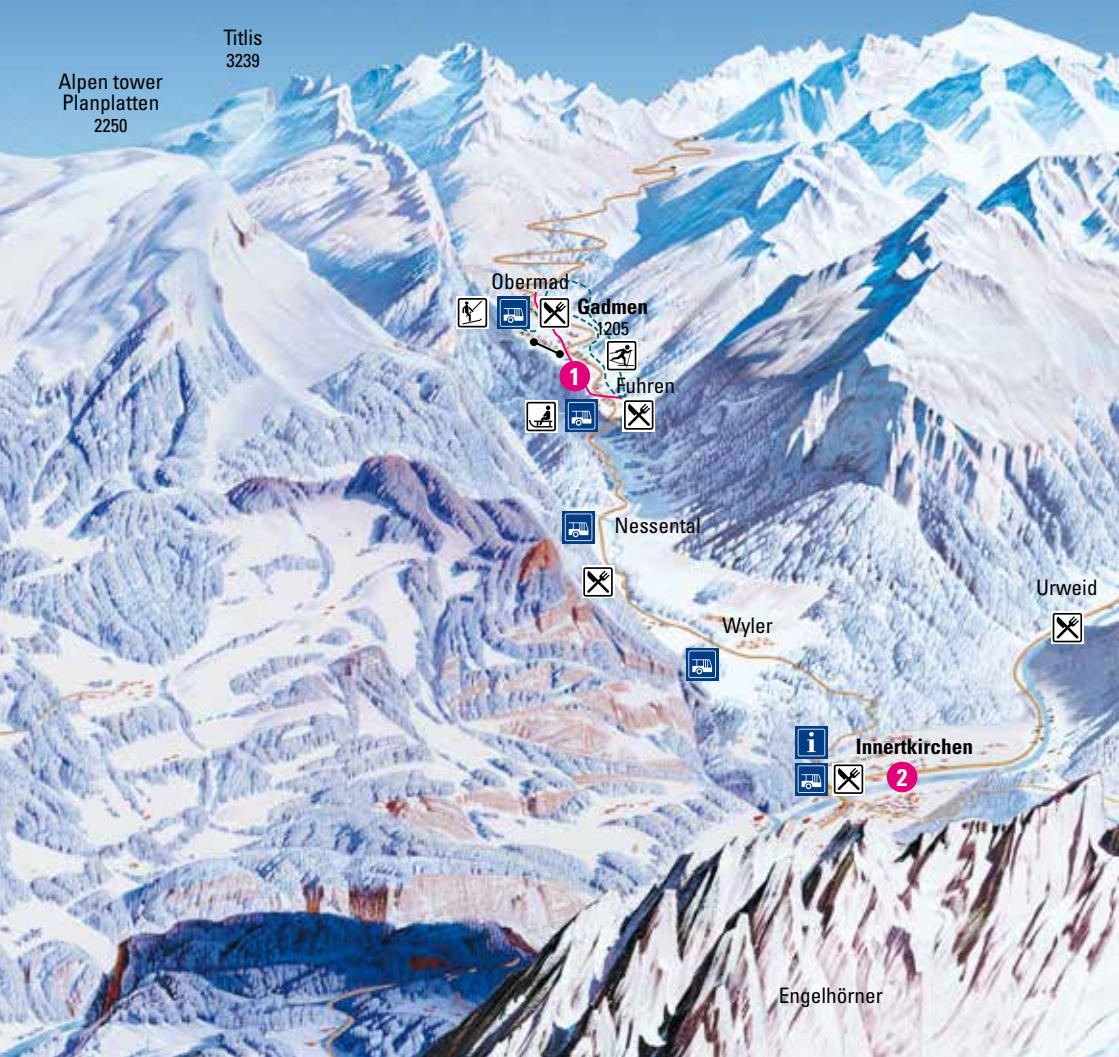 Titlis
3239
Alpen tower
Planplatten
2250
Obermad
Gadmen
1205
1
Fuhren
Nessental
Urweid
Wyler
i
Innertkirchen
2
Engelhörner